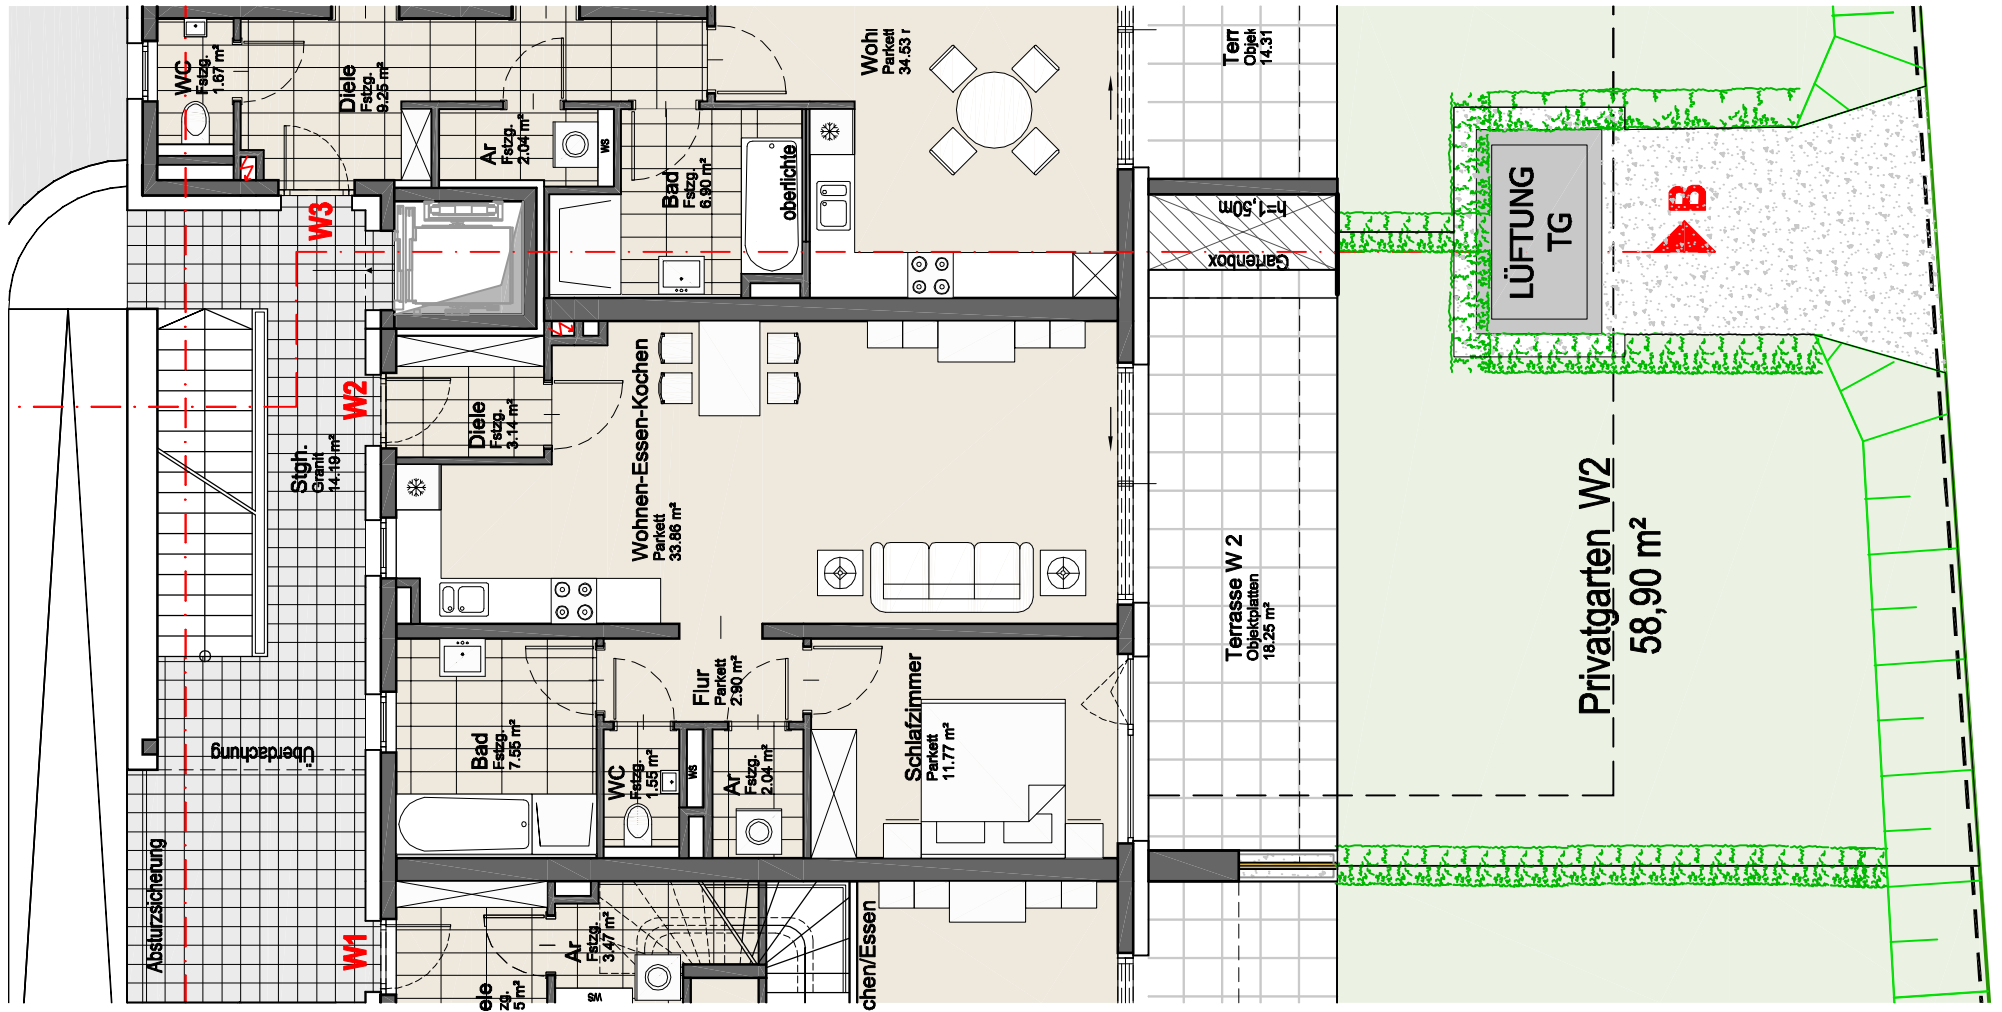 WC
Fstzg.
1.67 m²
Diele
Fstzg.
9.25 m²
Ar
Fstzg.
2.04 m²
WS
Bad
Fstzg.
6.90 m²
oberlichte
Parkett
34.53
Terr
Objek
14.31
W3
h=1,50m
Gartenbox
LÜFTUNG
TG
B
W2
Stgh.
Granit
14.19 m²
Diele
Fstzg.
3.14 m²
Wohnen-Essen-Kochen
Parkett
33.86 m²
Terrasse W 2
Objektplatten
18.25 m²
Privatgarten W2
58,90 m²
Überdachung
Absturzsicherung
Bad
Fstzg.
7.55 m²
WC
Fstzg.
1.55 m²
WS
Flur
Parkett
2.90 m²
Ar
Fstzg.
2.04 m²
Schlafzimmer
Parkett
11.77 m²
W1
Ar
Fstzg.
3.47 m²
WS
ele
zg.
5 m²
chen/Essen